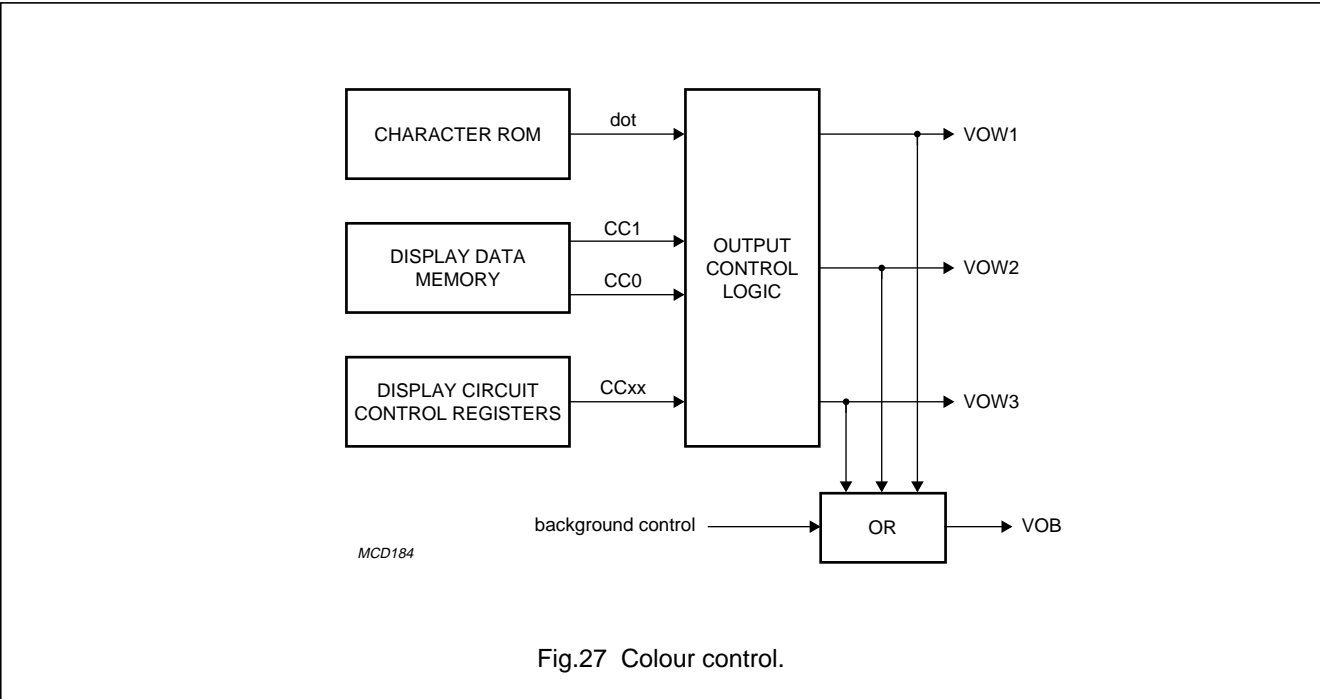 CHARACTER ROM
dot
VOW1
DISPLAY DATA
MEMORY
CC1
CC0
OUTPUT
CONTROL
LOGIC
VOW2
DISPLAY CIRCUIT
CONTROL REGISTERS
CCxx
VOW3
background control
OR
VOB
MCD184
Fig.27 Colour control.